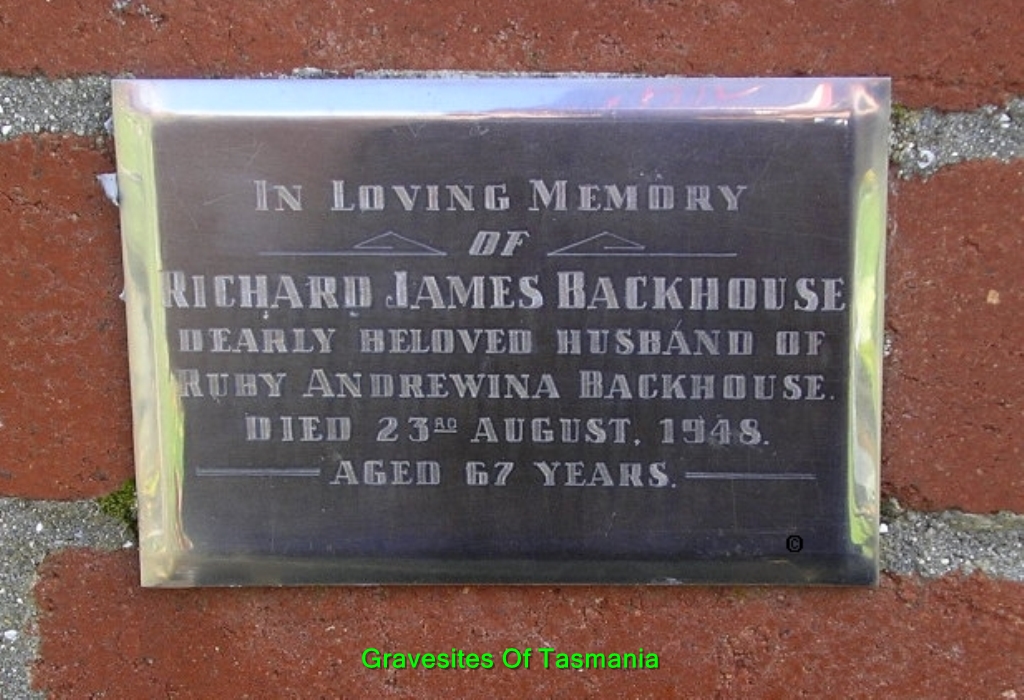 IN LOVING MEMORY
OF
RICHARD JAMES BACKHOUSE
DEARLY BELOVED HUSBAND OF
RUBY ANDREWINA BACKHOUSE.
DIED 23RD AUGUST, 1948.
AGED 67 YEARS.
©
Gravesites Of Tasmania